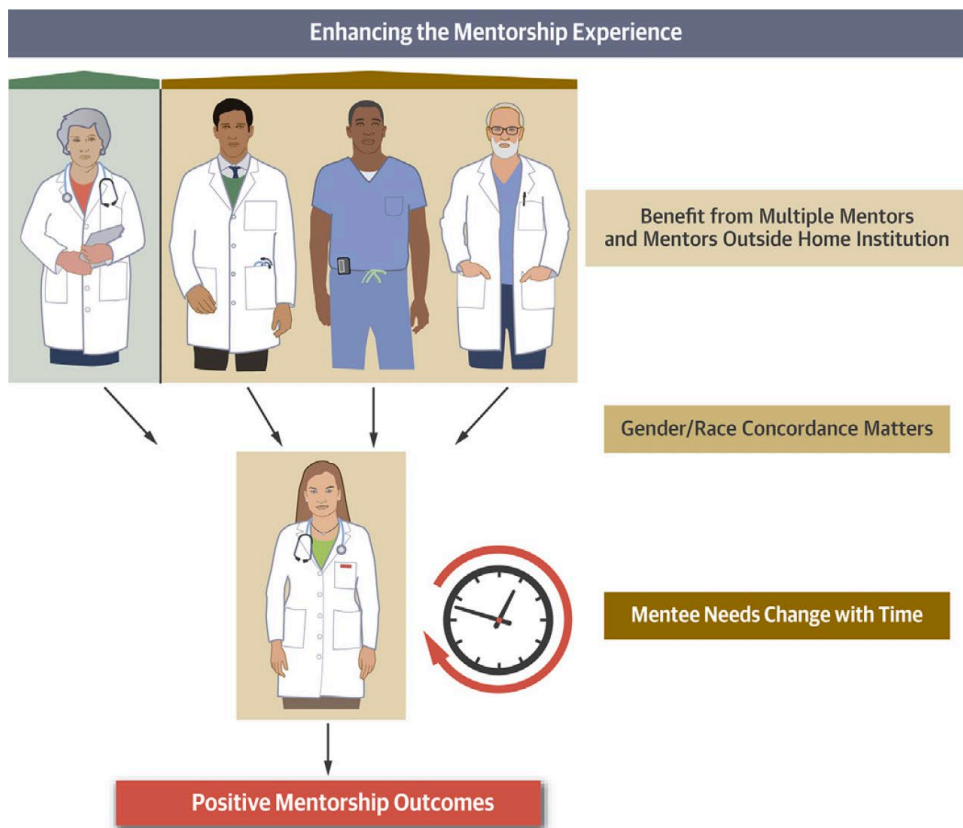 Enhancing the Mentorship Experience
Benefit from Multiple Mentors
and Mentors Outside Home Institution
Gender/Race Concordance Matters
Mentee Needs Change with Time
Positive Mentorship Outcomes